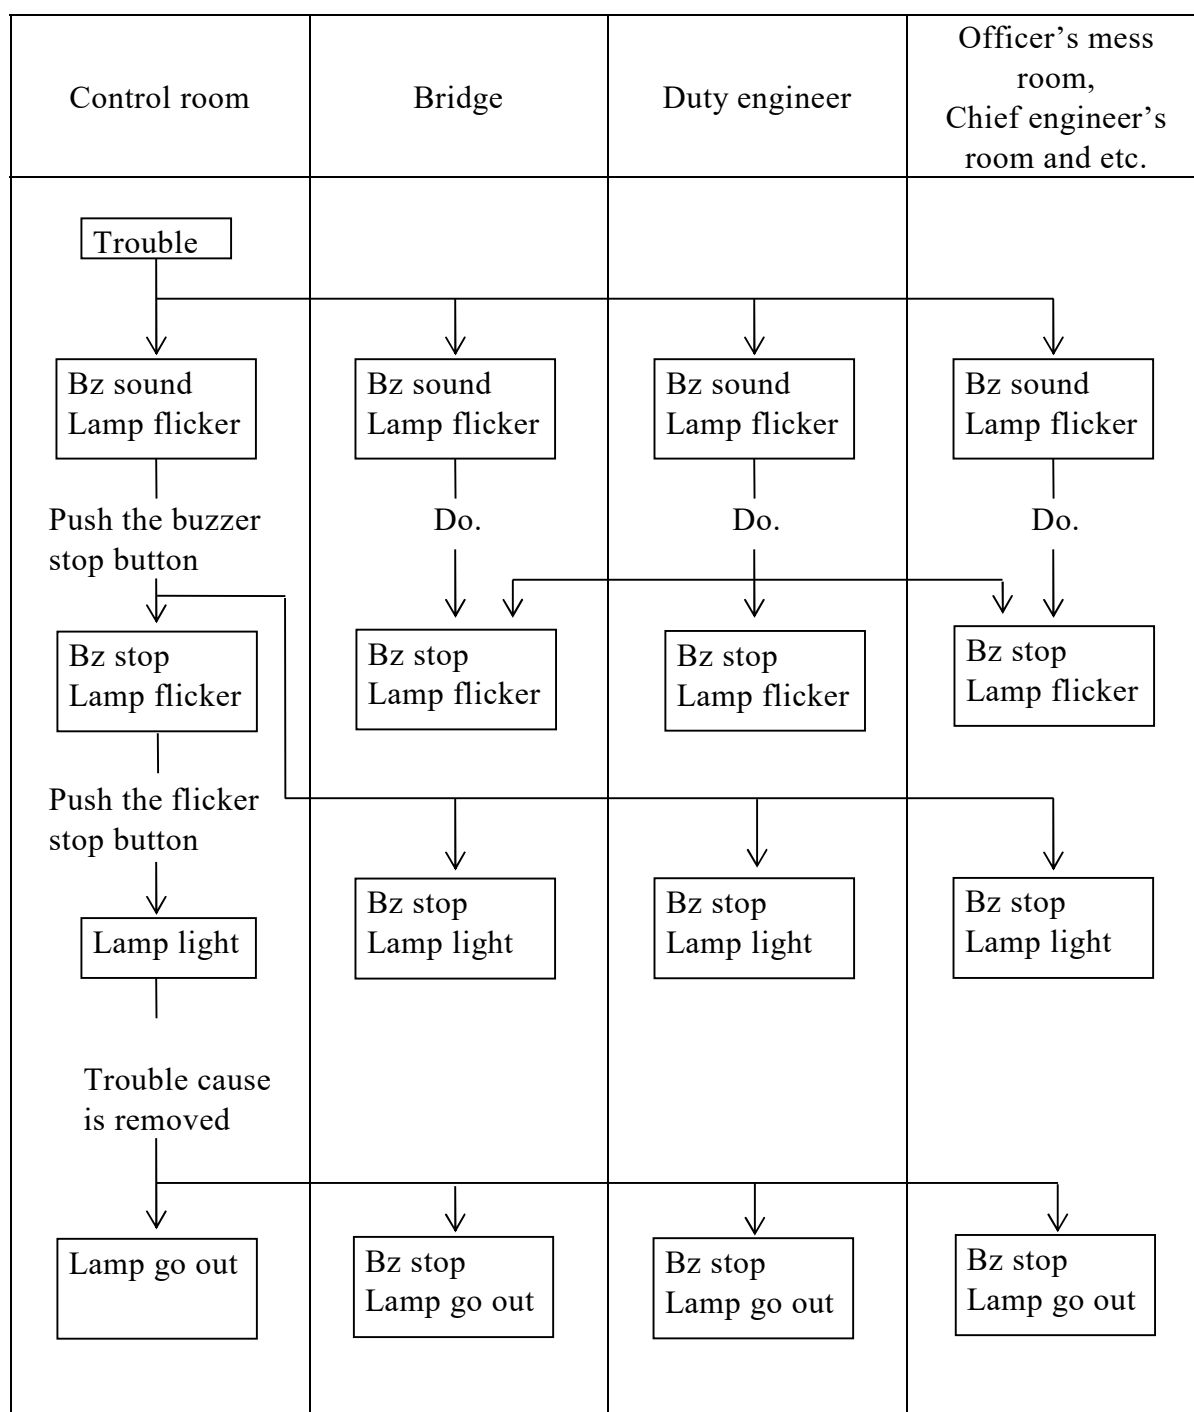 Control room
Bridge
Duty engineer
Officer’s mess
room,
Chief engineer’s
room and etc.
Trouble
Bz sound
Lamp flicker
Bz sound
Lamp flicker
Bz sound
Lamp flicker
Bz sound
Lamp flicker
Push the buzzer
stop button
Do.
Do.
Do.
Bz stop
Lamp flicker
Bz stop
Lamp flicker
Bz stop
Lamp flicker
Bz stop
Lamp flicker
Push the flicker
stop button
Lamp light
Bz stop
Lamp light
Bz stop
Lamp light
Bz stop
Lamp light
Trouble cause
is removed
Lamp go out
Bz stop
Lamp go out
Bz stop
Lamp go out
Bz stop
Lamp go out